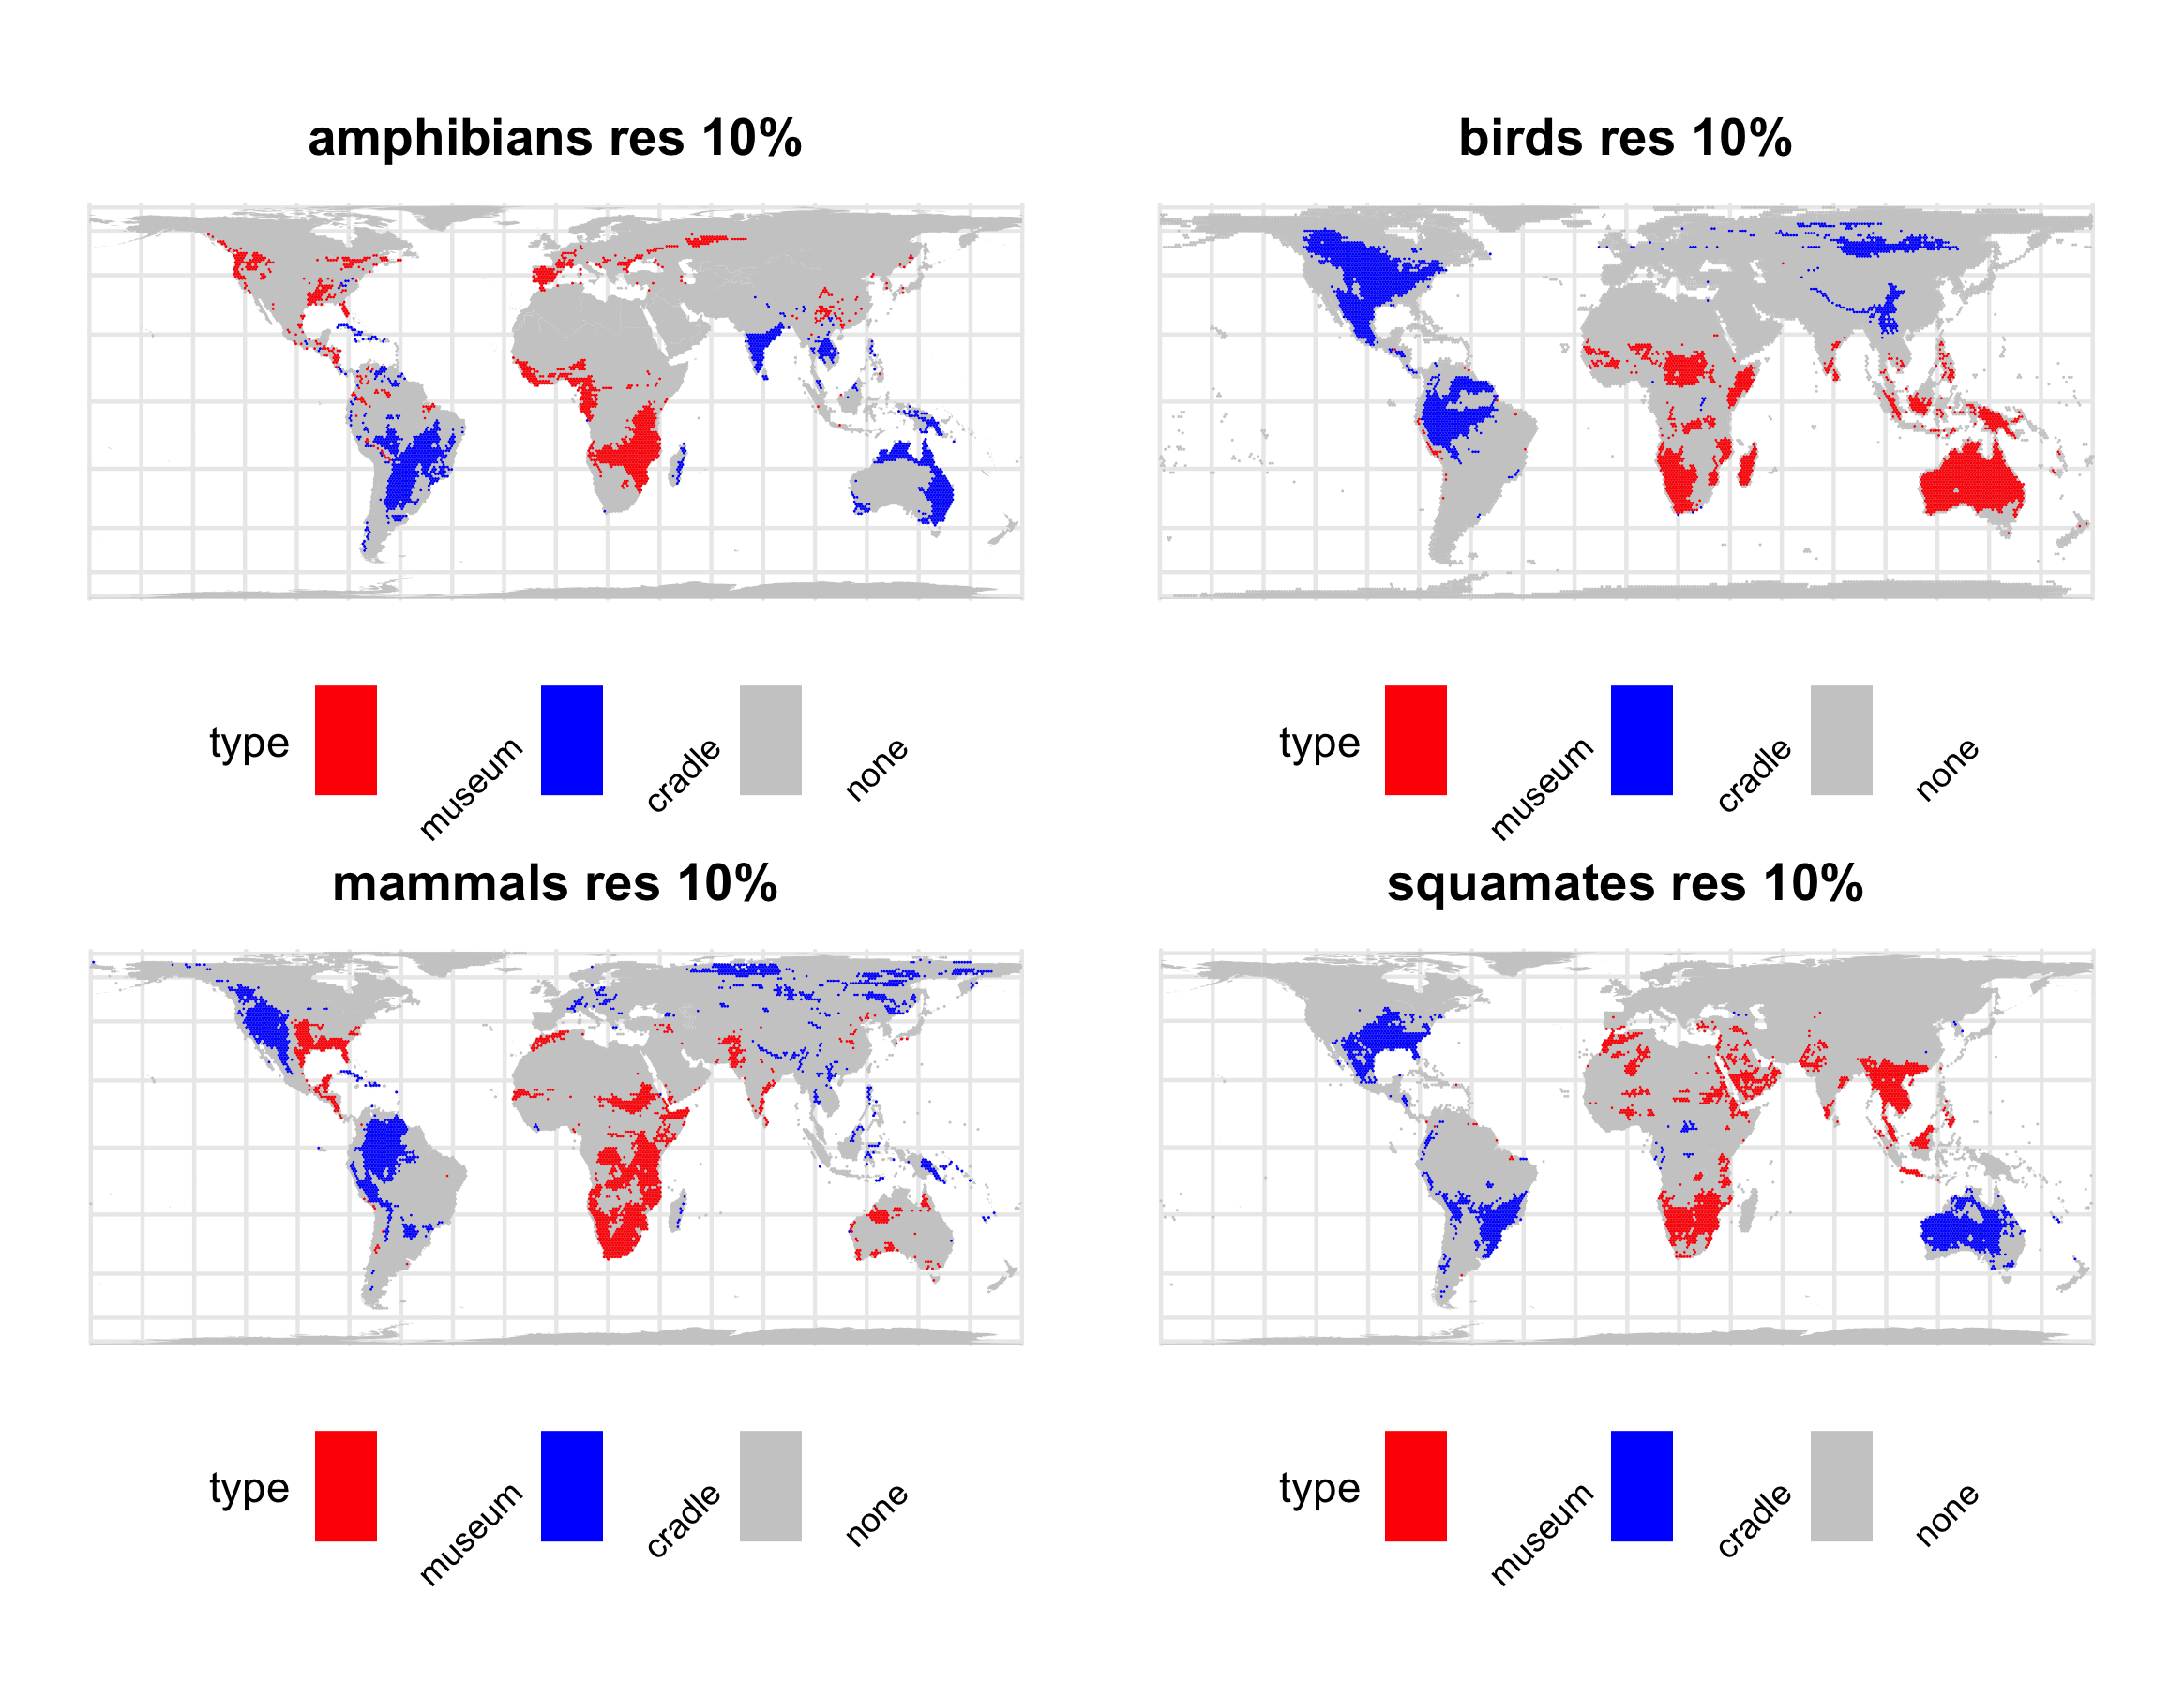 amphibians res 10%
birds res 10%
type museum cradle none
type museum cradle none
mammals res 10%
squamates res 10%
type museum cradle none
type museum cradle none